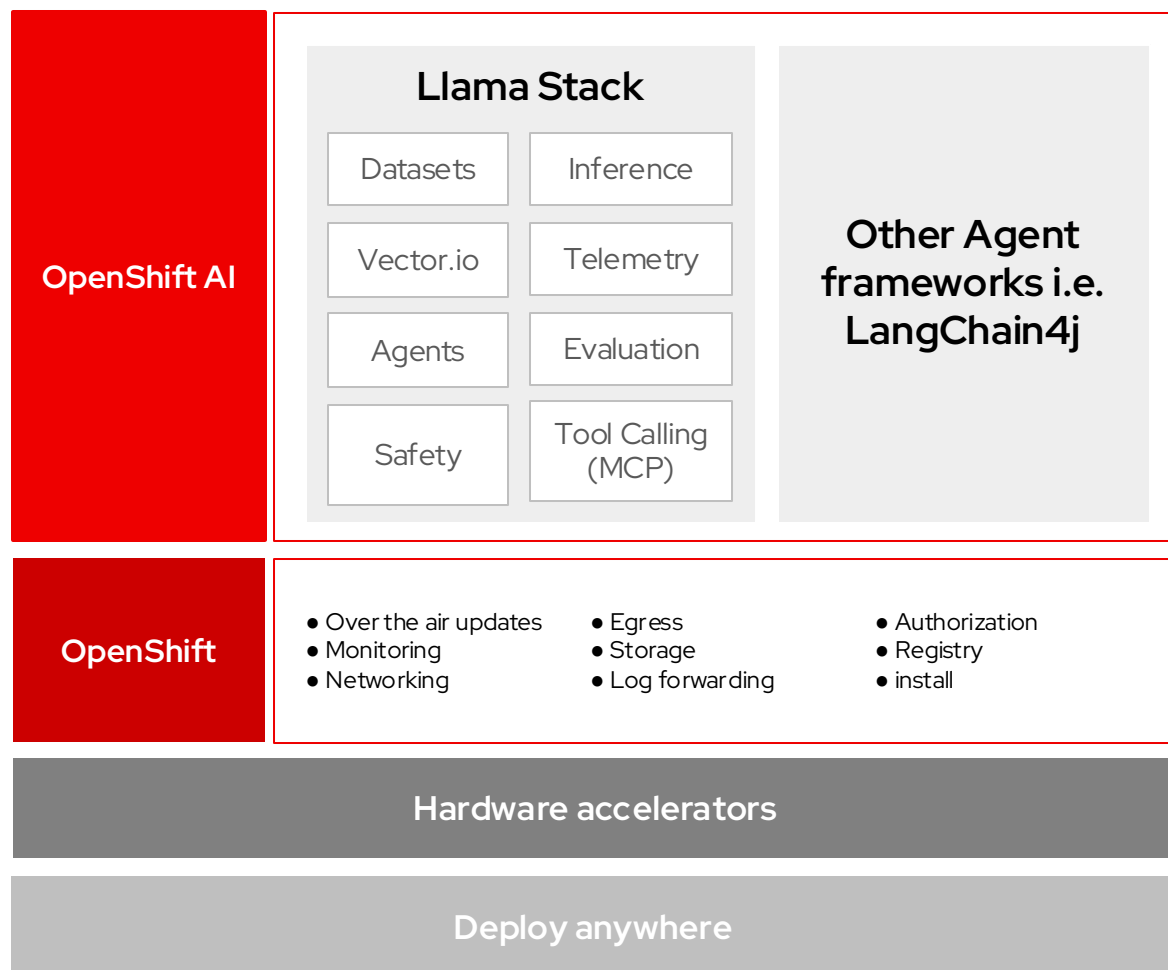 OpenShift AI
Llama Stack
Datasets
Inference
Vector.io
Telemetry
Agents
Evaluation
Safety
Tool Calling
(MCP)
Other Agent
frameworks i.e.
LangChain4j
OpenShift
● Over the air updates
● Monitoring
● Networking
● Egress
● Storage
● Log forwarding
● Authorization
● Registry
● install
Hardware accelerators
Deploy anywhere